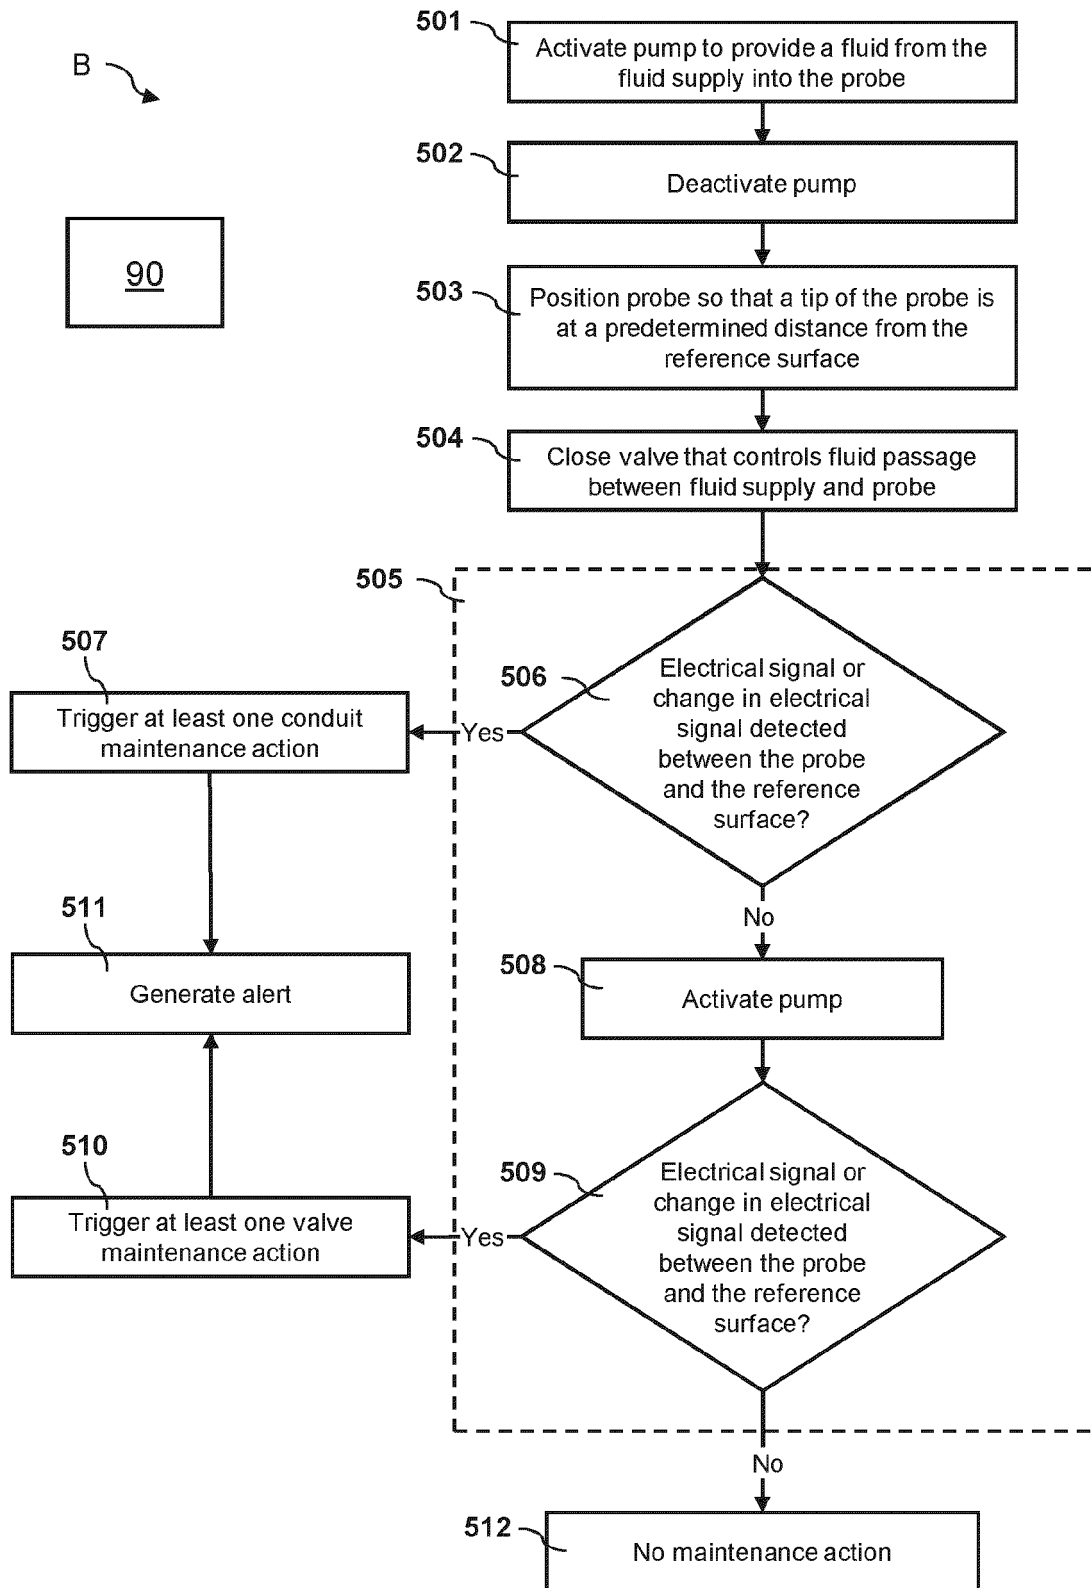 B
90
501
Activate pump to provide a fluid from the
fluid supply into the probe
502
Deactivate pump
503
Position probe so that a tip of the probe is
at a predetermined distance from the
reference surface
504
Close valve that controls fluid passage
between fluid supply and probe
505
506
Electrical signal or
change in electrical
signal detected
between the probe
and the reference
surface?
Yes
507
Trigger at least one conduit
maintenance action
No
511
Generate alert
508
Activate pump
509
Electrical signal or
change in electrical
signal detected
between the probe
and the reference
surface?
Yes
510
Trigger at least one valve
maintenance action
No
512
No maintenance action